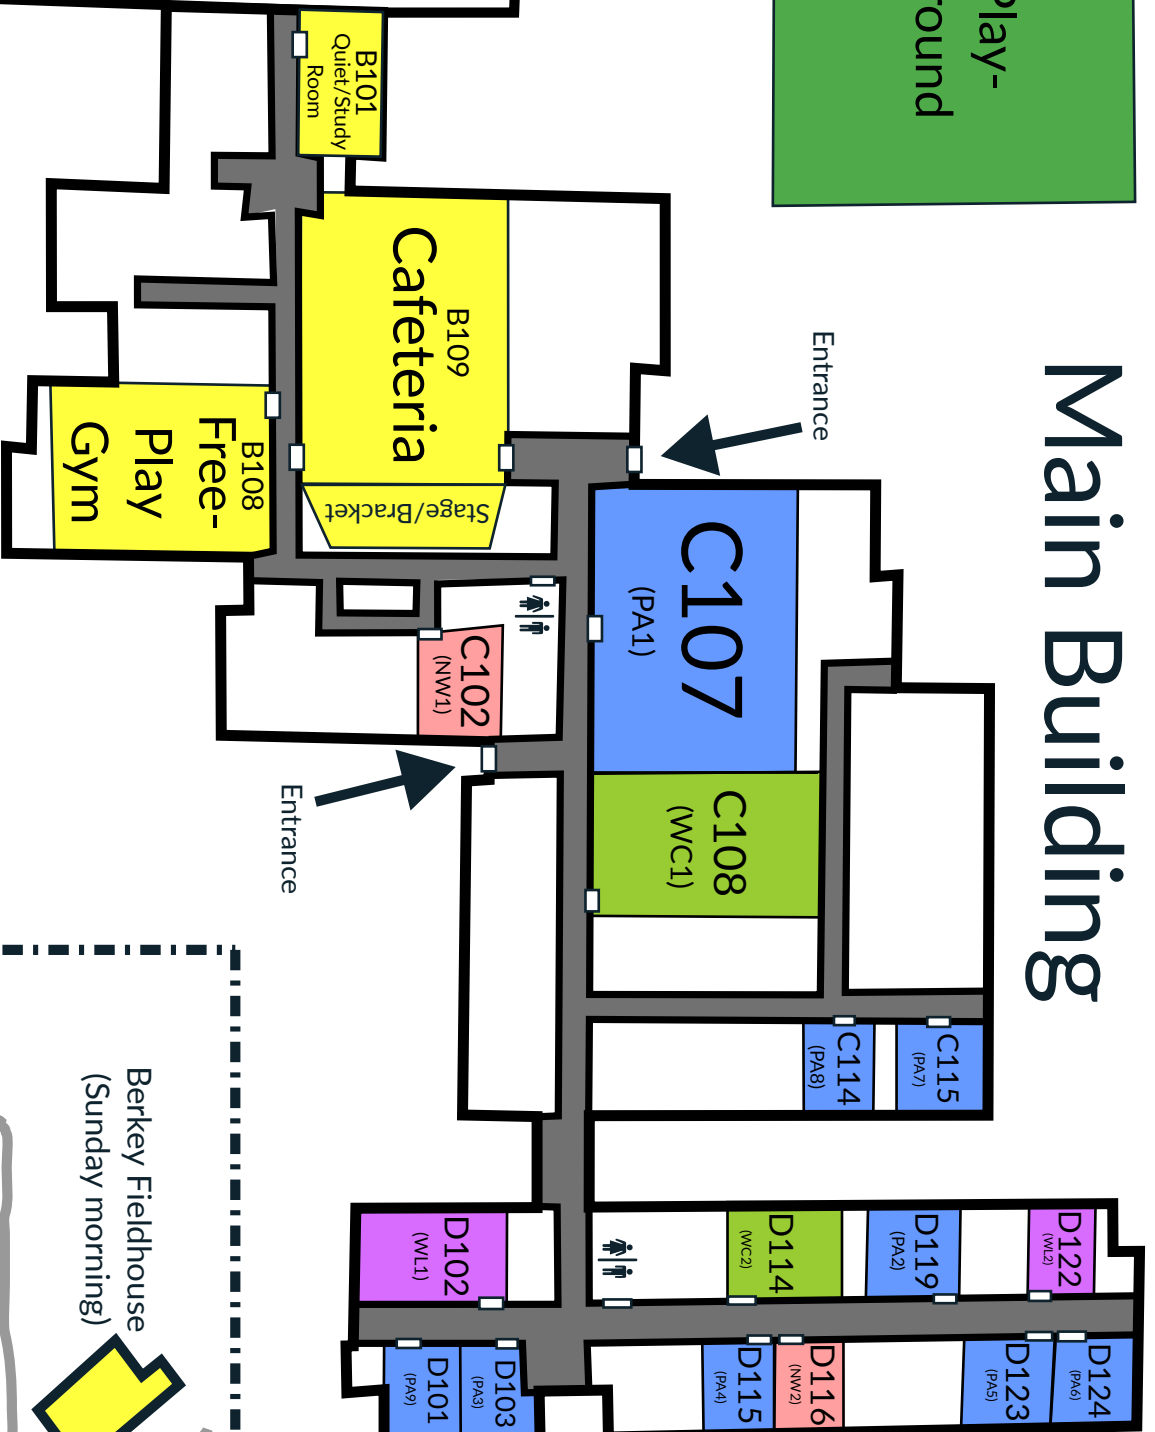 Main Building
Play-
round
Entrance
B101
Quiet/Study
Room
B109
Cafeteria
Stage/Bracket
B108
Free-
Play
Gym
C107
(PA1)
C102
(NW1)
Entrance
C108
(WC1)
C115
(PA7)
C114
(PA8)
D122
(WL2)
D119
(PA2)
D114
(WC2)
D102
(WL1)
D124
(PA6)
D123
(PA5)
D116
(NW2)
D115
(PA4)
D103
(PA3)
D101
(PA9)
Berkey Fieldhouse
(Sunday morning)